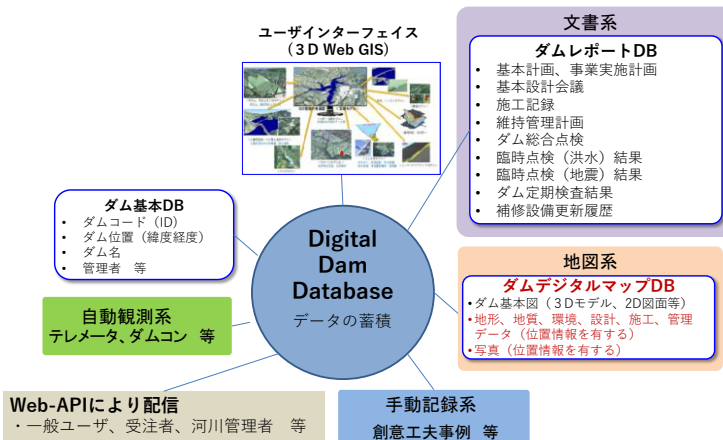 ユーザインターフェイス
(3D Web GIS)
文書系
ダムレポートDB
• 基本計画、事業実施計画
• 基本設計会議
• 施工記録
• 維持管理計画
• ダム総合点検
• 臨時点検（洪水）結果
• 臨時点検（地震）結果
• ダム定期検査結果
• 補修設備更新履歴
ダム基本DB
• ダムコード（ID）
• ダム位置（緯度経度）
• ダム名
• 管理者 等
Digital
Dam
Database
データの蓄積
地図系
ダムデジタルマップDB
•ダム基本図（３Dモデル、2D図面等）
•地形、地質、環境、設計、施工、管理
データ（位置情報を有する）
•写真（位置情報を有する）
自動観測系
テレメータ、ダムコン 等
Web-APIにより配信
・一般ユーザ、受注者、河川管理者 等
手動記録系
創意工夫事例 等